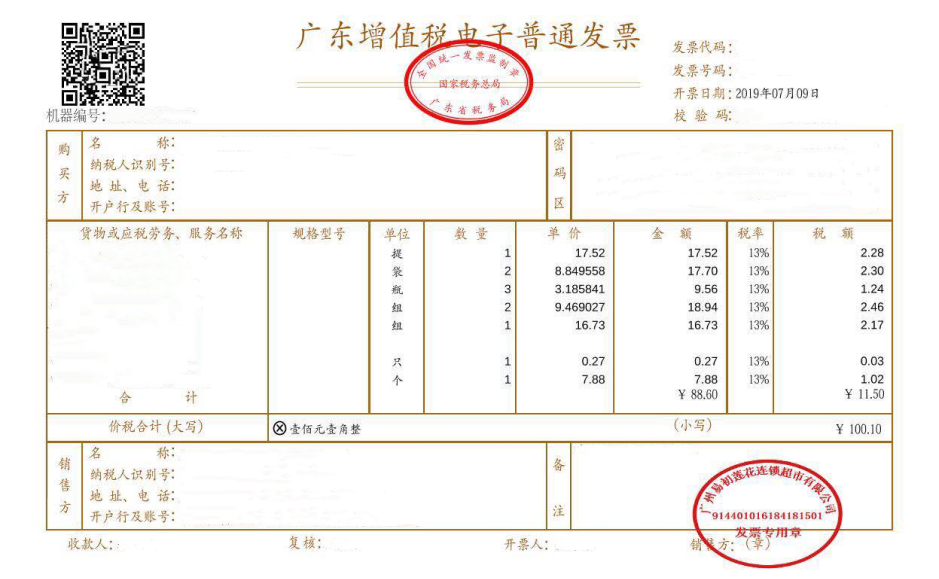 广东增值税电子普通发票
全国统一发票监制章
国家税务总局
广东省税务局
发票代码：
发票号码：
开票日期：2019年07月09日
校 验 码：
机器编号：
购买方
名 称：
纳税人识别号：
地 址、电 话：
开户行及账号：
密码区
货物或应税劳务、服务名称 规格型号 单位 数 量 单 价 金 额 税率 税 额
提 1 17.52 17.52 13% 2.28
袋 2 8.849558 17.70 13% 2.30
瓶 3 3.185841 9.56 13% 1.24
组 2 9.469027 18.94 13% 2.46
组 1 16.73 16.73 13% 2.17
只 1 0.27 0.27 13% 0.03
个 1 7.88 7.88 13% 1.02
合 计 ¥ 88.60 ¥ 11.50
价税合计(大写) ⊗壹佰元壹角整 (小写) ¥ 100.10
销售方
名 称：
纳税人识别号：
地 址、电 话：
开户行及账号：
备注
广州易初莲花连锁超市有限公司
914401016184181501
发票专用章
收款人： 复核： 开票人： 销售方：(章)